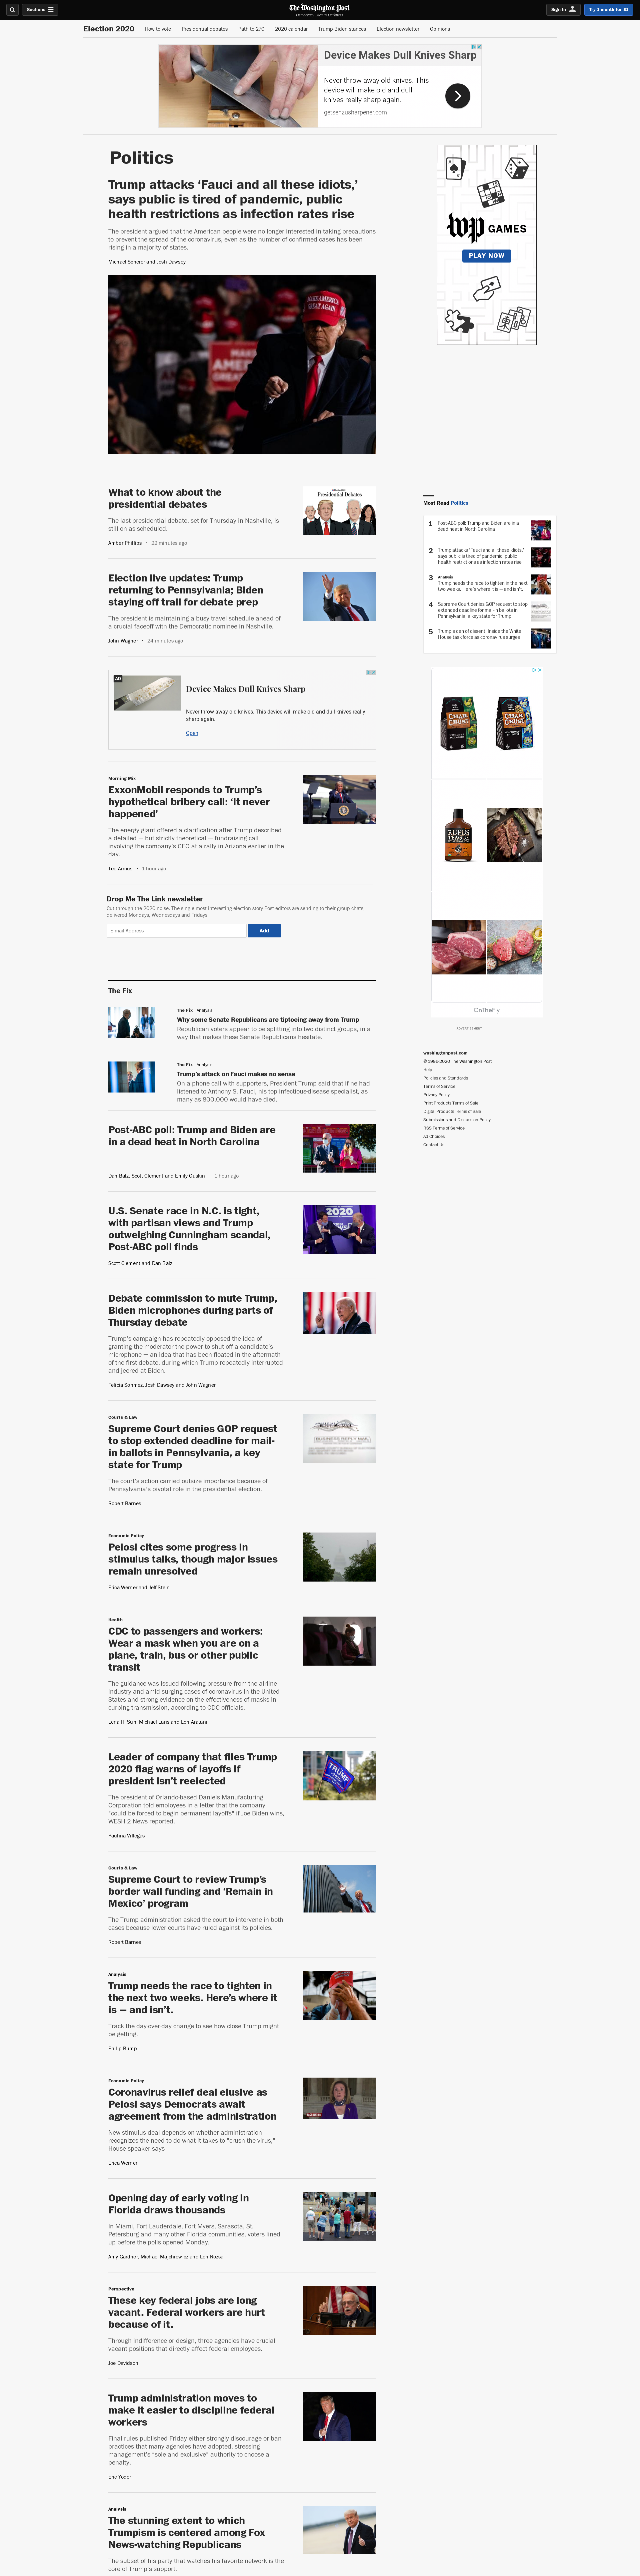 Sections
The Washington Post
Democracy Dies in Darkness
Sign In
Try 1 month for $1
Election 2020
How to vote
Presidential debates
Path to 270
2020 calendar
Trump-Biden stances
Election newsletter
Opinions
Device Makes Dull Knives Sharp
Never throw away old knives. This
device will make old and dull
knives really sharp again.
getsenzusharpener.com
Politics
Trump attacks ‘Fauci and all these idiots,’
says public is tired of pandemic, public
health restrictions as infection rates rise
The president argued that the American people were no longer interested in taking precautions
to prevent the spread of the coronavirus, even as the number of confirmed cases has been
rising in a majority of states.
Michael Scherer and Josh Dawsey
MAKE AMERICA
GREAT AGAIN
What to know about the
presidential debates
The last presidential debate, set for Thursday in Nashville, is
still on as scheduled.
Amber Phillips • 22 minutes ago
Presidential Debates
Election live updates: Trump
returning to Pennsylvania; Biden
staying off trail for debate prep
The president is maintaining a busy travel schedule ahead of
a crucial faceoff with the Democratic nominee in Nashville.
John Wagner • 24 minutes ago
AD
Device Makes Dull Knives Sharp
Never throw away old knives. This device will make old and dull knives really
sharp again.
Open
Morning Mix
ExxonMobil responds to Trump’s
hypothetical bribery call: ‘It never
happened’
The energy giant offered a clarification after Trump described
a detailed — but strictly theoretical — fundraising call
involving the company’s CEO at a rally in Arizona earlier in the
day.
Teo Armus • 1 hour ago
Drop Me The Link newsletter
Cut through the 2020 noise. The single most interesting election story Post editors are sending to their group chats,
delivered Mondays, Wednesdays and Fridays.
E-mail Address
Add
The Fix
The Fix Analysis
Why some Senate Republicans are tiptoeing away from Trump
Republican voters appear to be splitting into two distinct groups, in a
way that makes these Senate Republicans hesitate.
The Fix Analysis
Trump’s attack on Fauci makes no sense
On a phone call with supporters, President Trump said that if he had
listened to Anthony S. Fauci, his top infectious-disease specialist, as
many as 800,000 would have died.
Post-ABC poll: Trump and Biden are
in a dead heat in North Carolina
Dan Balz, Scott Clement and Emily Guskin • 1 hour ago
U.S. Senate race in N.C. is tight,
with partisan views and Trump
outweighing Cunningham scandal,
Post-ABC poll finds
Scott Clement and Dan Balz
2020
Debate commission to mute Trump,
Biden microphones during parts of
Thursday debate
Trump’s campaign has repeatedly opposed the idea of
granting the moderator the power to shut off a candidate’s
microphone — an idea that has been floated in the aftermath
of the first debate, during which Trump repeatedly interrupted
and jeered at Biden.
Felicia Sonmez, Josh Dawsey and John Wagner
Courts & Law
Supreme Court denies GOP request
to stop extended deadline for mail-
in ballots in Pennsylvania, a key
state for Trump
The court’s action carried outsize importance because of
Pennsylvania’s pivotal role in the presidential election.
Robert Barnes
Economic Policy
Pelosi cites some progress in
stimulus talks, though major issues
remain unresolved
Erica Werner and Jeff Stein
Health
CDC to passengers and workers:
Wear a mask when you are on a
plane, train, bus or other public
transit
The guidance was issued following pressure from the airline
industry and amid surging cases of coronavirus in the United
States and strong evidence on the effectiveness of masks in
curbing transmission, according to CDC officials.
Lena H. Sun, Michael Laris and Lori Aratani
Leader of company that flies Trump
2020 flag warns of layoffs if
president isn’t reelected
The president of Orlando-based Daniels Manufacturing
Corporation told employees in a letter that the company
“could be forced to begin permanent layoffs” if Joe Biden wins,
WESH 2 News reported.
Paulina Villegas
TRUMP
Courts & Law
Supreme Court to review Trump’s
border wall funding and ‘Remain in
Mexico’ program
The Trump administration asked the court to intervene in both
cases because lower courts have ruled against its policies.
Robert Barnes
Analysis
Trump needs the race to tighten in
the next two weeks. Here’s where it
is — and isn’t.
Track the day-over-day change to see how close Trump might
be getting.
Philip Bump
Economic Policy
Coronavirus relief deal elusive as
Pelosi says Democrats await
agreement from the administration
New stimulus deal depends on whether administration
recognizes the need to do what it takes to “crush the virus,”
House speaker says
Erica Werner
Opening day of early voting in
Florida draws thousands
In Miami, Fort Lauderdale, Fort Myers, Sarasota, St.
Petersburg and many other Florida communities, voters lined
up before the polls opened Monday.
Amy Gardner, Michael Majchrowicz and Lori Rozsa
Perspective
These key federal jobs are long
vacant. Federal workers are hurt
because of it.
Through indifference or design, three agencies have crucial
vacant positions that directly affect federal employees.
Joe Davidson
Trump administration moves to
make it easier to discipline federal
workers
Final rules published Friday either strongly discourage or ban
practices that many agencies have adopted, stressing
management’s “sole and exclusive” authority to choose a
penalty.
Eric Yoder
Analysis
The stunning extent to which
Trumpism is centered among Fox
News-watching Republicans
The subset of his party that watches his favorite network is the
core of Trump’s support.
wp GAMES
PLAY NOW
Most Read Politics
1 Post-ABC poll: Trump and Biden are in a
dead heat in North Carolina
2 Trump attacks ‘Fauci and all these idiots,’
says public is tired of pandemic, public
health restrictions as infection rates rise
3 Analysis
Trump needs the race to tighten in the next
two weeks. Here’s where it is — and isn’t.
4 Supreme Court denies GOP request to stop
extended deadline for mail-in ballots in
Pennsylvania, a key state for Trump
5 Trump’s den of dissent: Inside the White
House task force as coronavirus surges
CHAR CRUST
CHAR CRUST
RUFUS TEAGUE
OnTheFly
ADVERTISEMENT
washingtonpost.com
© 1996-2020 The Washington Post
Help
Policies and Standards
Terms of Service
Privacy Policy
Print Products Terms of Sale
Digital Products Terms of Sale
Submissions and Discussion Policy
RSS Terms of Service
Ad Choices
Contact Us